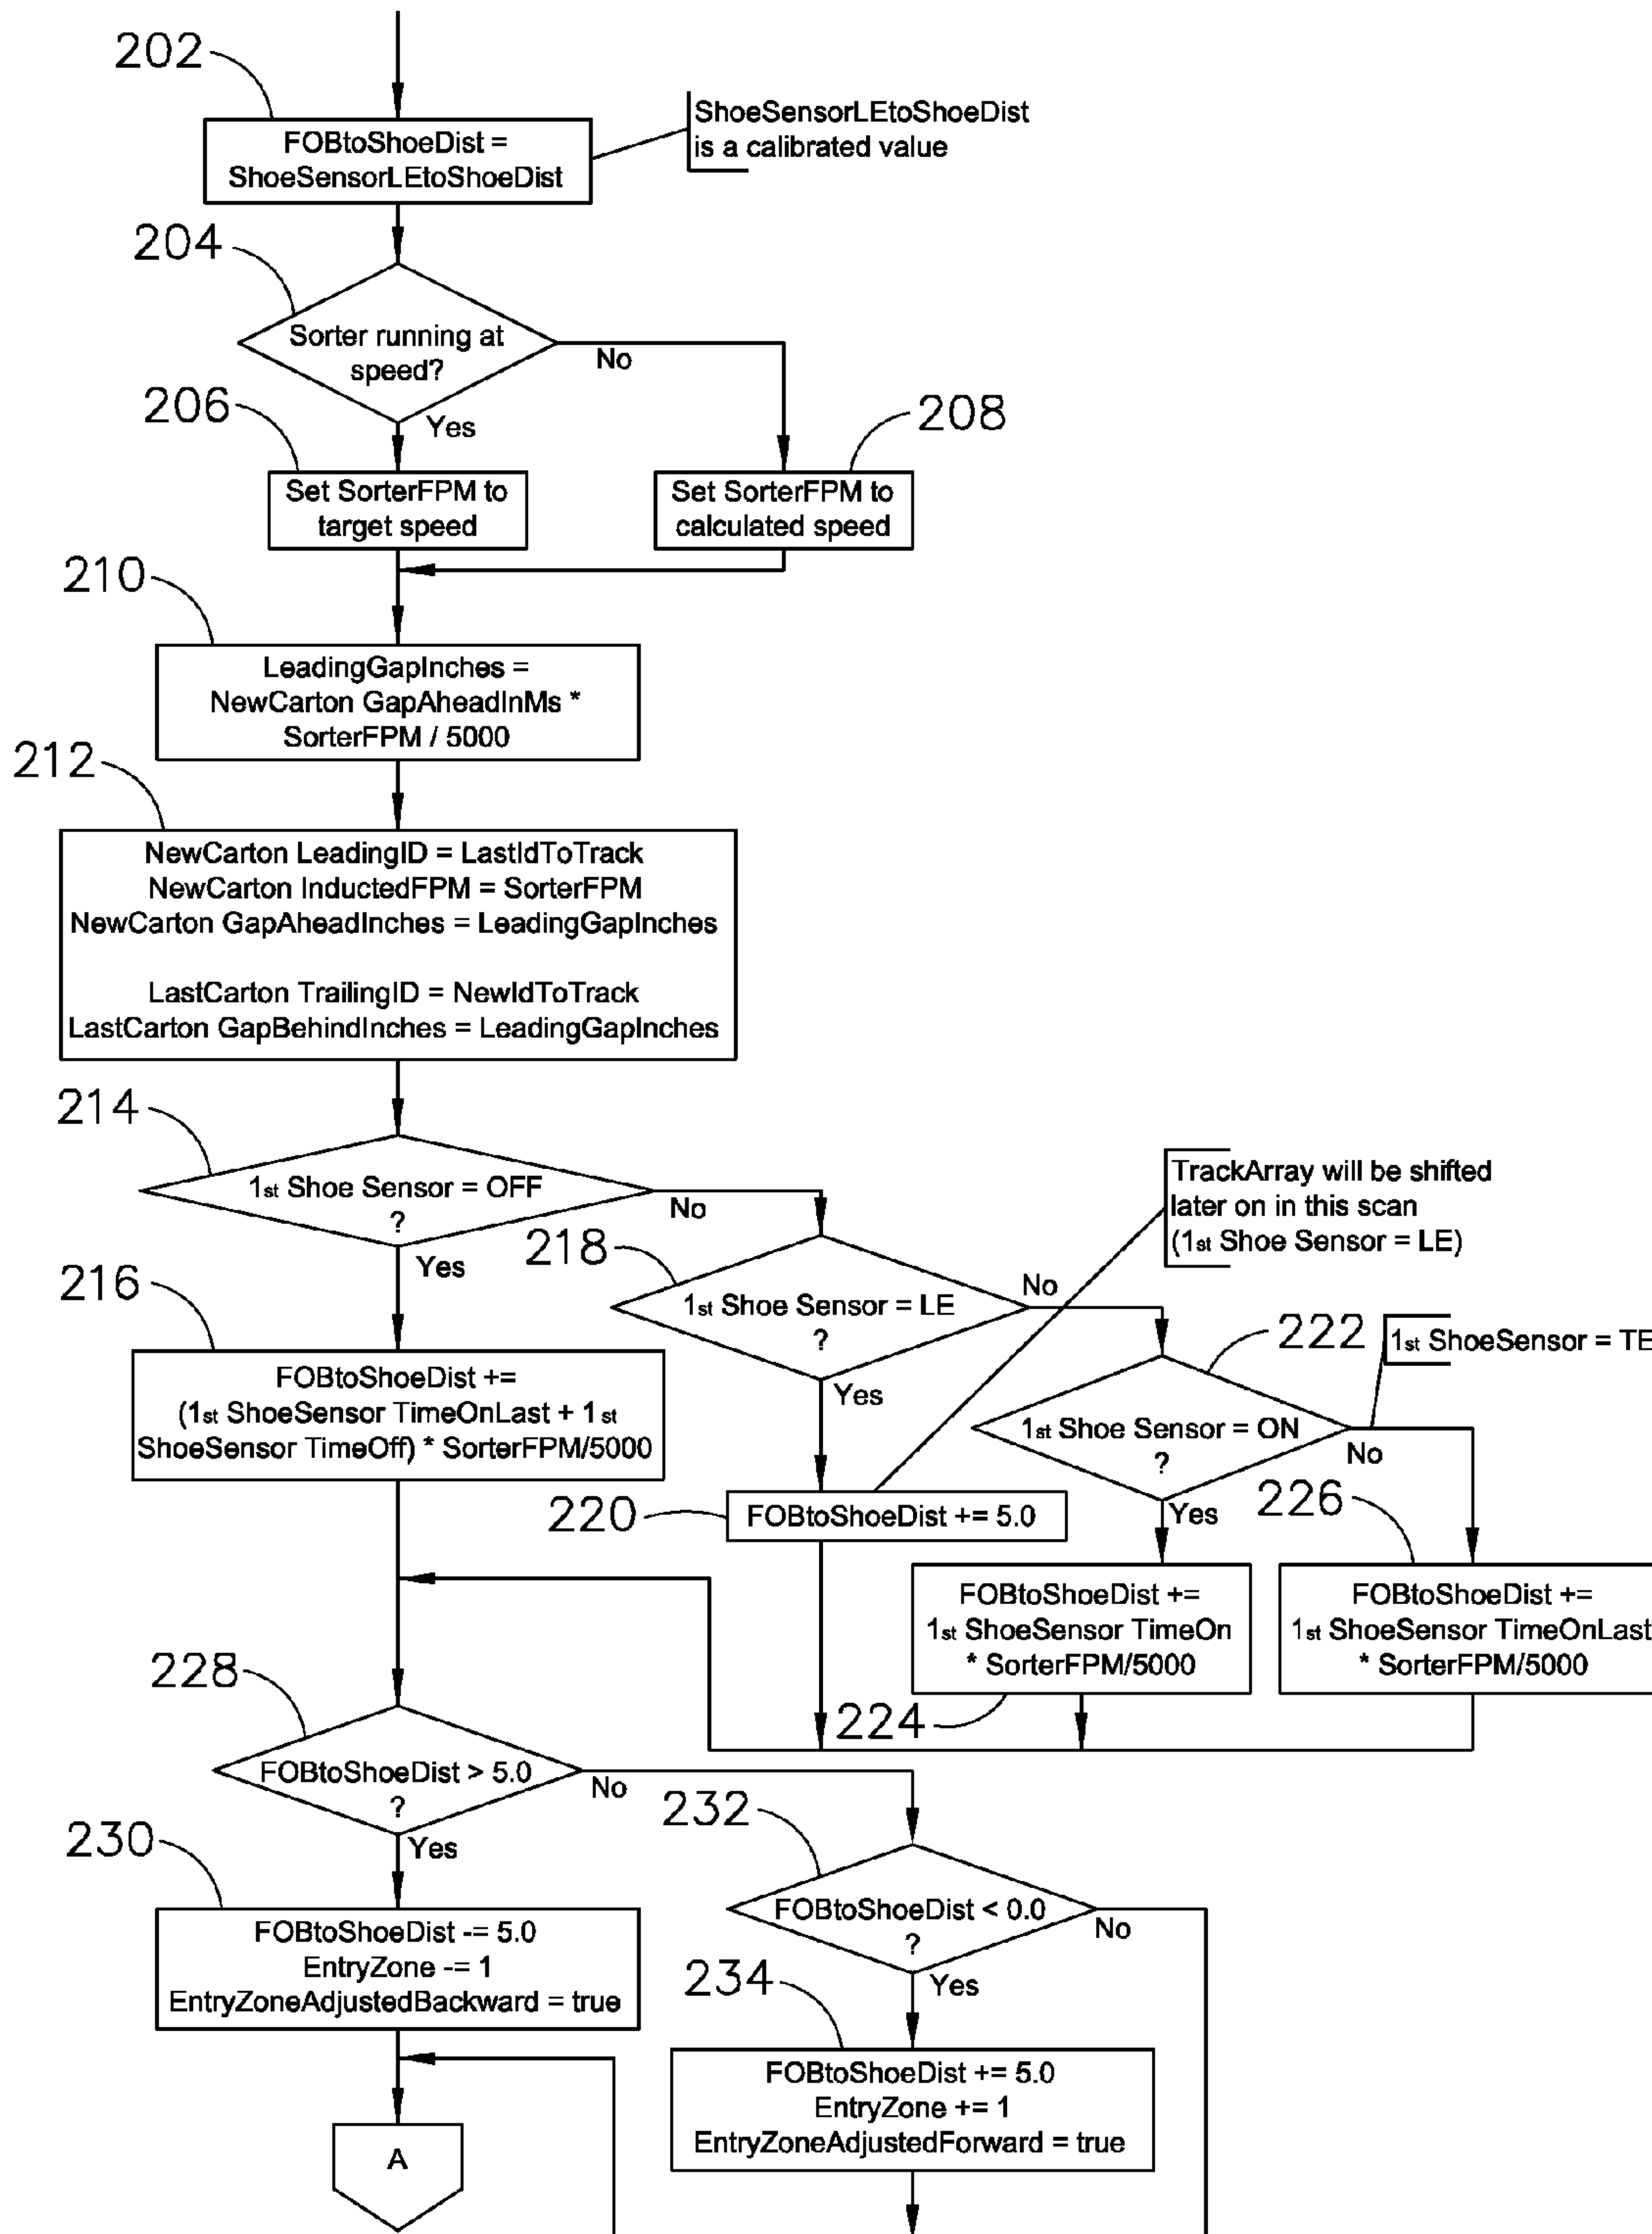 202
FOBtoShoeDist =
ShoeSensorLEtoShoeDist
ShoeSensorLEtoShoeDist
is a calibrated value
204
Sorter running at
speed?
No
Yes
206
Set SorterFPM to
target speed
208
Set SorterFPM to
calculated speed
210
LeadingGapInches =
NewCarton GapAheadInMs *
SorterFPM / 5000
212
NewCarton LeadingID = LastIdToTrack
NewCarton InductedFPM = SorterFPM
NewCarton GapAheadInches = LeadingGapInches
LastCarton TrailingID = NewIdToTrack
LastCarton GapBehindInches = LeadingGapInches
214
1st Shoe Sensor = OFF
?
No
Yes
TrackArray will be shifted
later on in this scan
(1st Shoe Sensor = LE)
216
FOBtoShoeDist +=
(1st ShoeSensor TimeOnLast + 1st
ShoeSensor TimeOff) * SorterFPM/5000
218
1st Shoe Sensor = LE
?
No
Yes
220
FOBtoShoeDist += 5.0
222
1st ShoeSensor = TE
1st Shoe Sensor = ON
?
No
Yes
224
FOBtoShoeDist +=
1st ShoeSensor TimeOn
* SorterFPM/5000
226
FOBtoShoeDist +=
1st ShoeSensor TimeOnLast
* SorterFPM/5000
228
FOBtoShoeDist > 5.0
?
No
Yes
230
FOBtoShoeDist -= 5.0
EntryZone -= 1
EntryZoneAdjustedBackward = true
232
FOBtoShoeDist < 0.0
?
No
Yes
234
FOBtoShoeDist += 5.0
EntryZone += 1
EntryZoneAdjustedForward = true
A